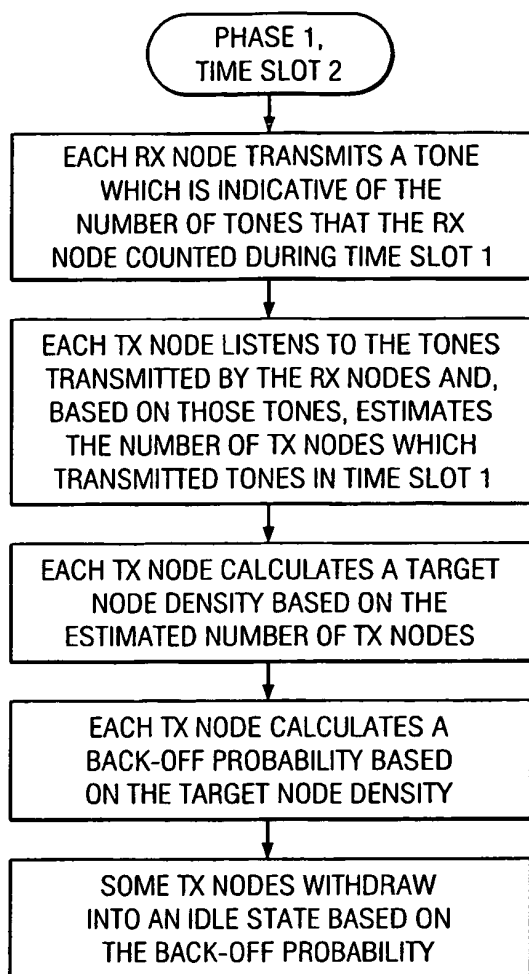 PHASE 1,
TIME SLOT 2
EACH RX NODE TRANSMITS A TONE
WHICH IS INDICATIVE OF THE
NUMBER OF TONES THAT THE RX
NODE COUNTED DURING TIME SLOT 1
EACH TX NODE LISTENS TO THE TONES
TRANSMITTED BY THE RX NODES AND,
BASED ON THOSE TONES, ESTIMATES
THE NUMBER OF TX NODES WHICH
TRANSMITTED TONES IN TIME SLOT 1
EACH TX NODE CALCULATES A TARGET
NODE DENSITY BASED ON THE
ESTIMATED NUMBER OF TX NODES
EACH TX NODE CALCULATES A
BACK-OFF PROBABILITY BASED
ON THE TARGET NODE DENSITY
SOME TX NODES WITHDRAW
INTO AN IDLE STATE BASED ON
THE BACK-OFF PROBABILITY